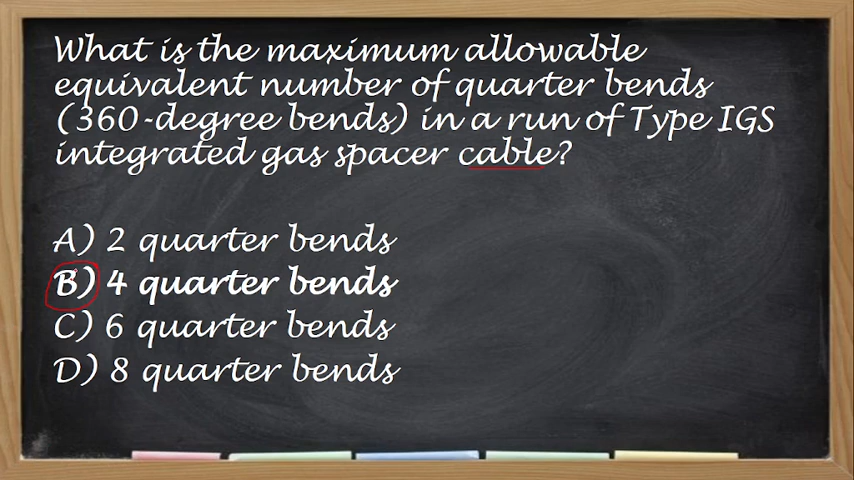 What is the maximum allowable
equivalent number of quarter bends
(360-degree bends) in a run of Type IGS
integrated gas spacer cable?
A) 2 quarter bends
B) 4 quarter bends
C) 6 quarter bends
D) 8 quarter bends